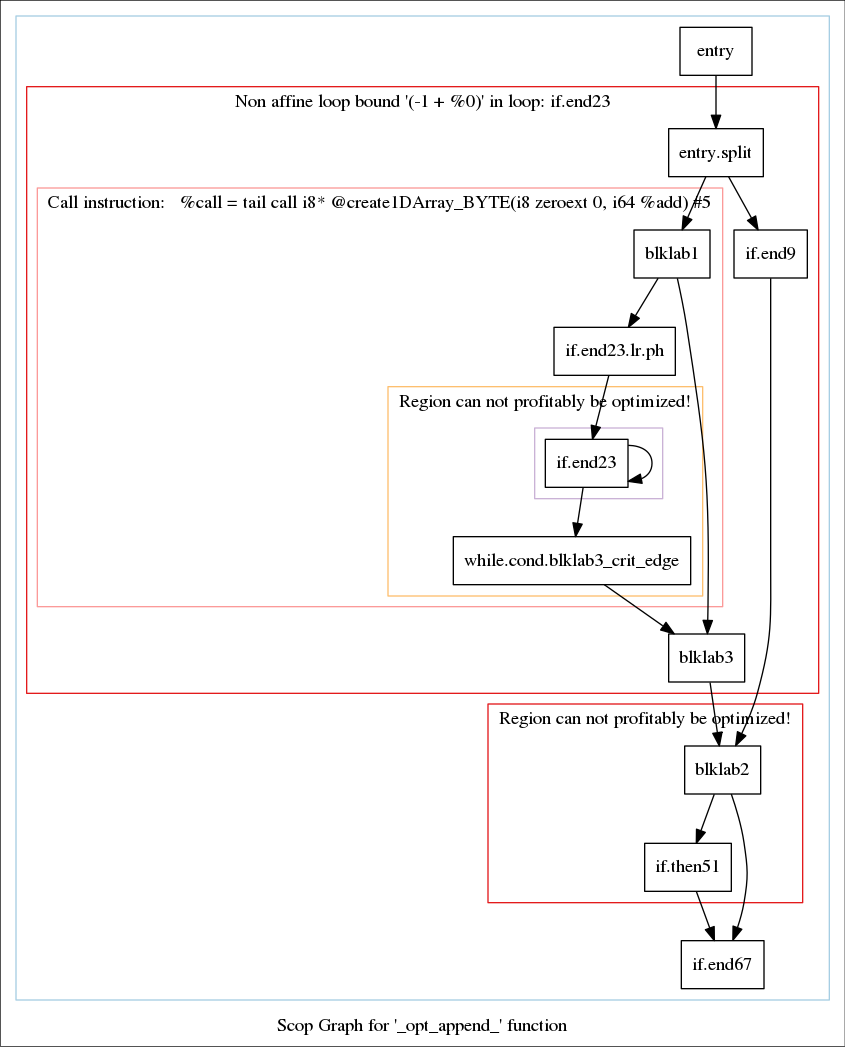 entry
Non affine loop bound '(-1 + %0)' in loop: if.end23
entry.split
Call instruction:   %call = tail call i8* @create1DArray_BYTE(i8 zeroext 0, i64 %add) #5
blklab1
if.end9
if.end23.lr.ph
Region can not profitably be optimized!
if.end23
while.cond.blklab3_crit_edge
blklab3
Region can not profitably be optimized!
blklab2
if.then51
if.end67
Scop Graph for '_opt_append_' function